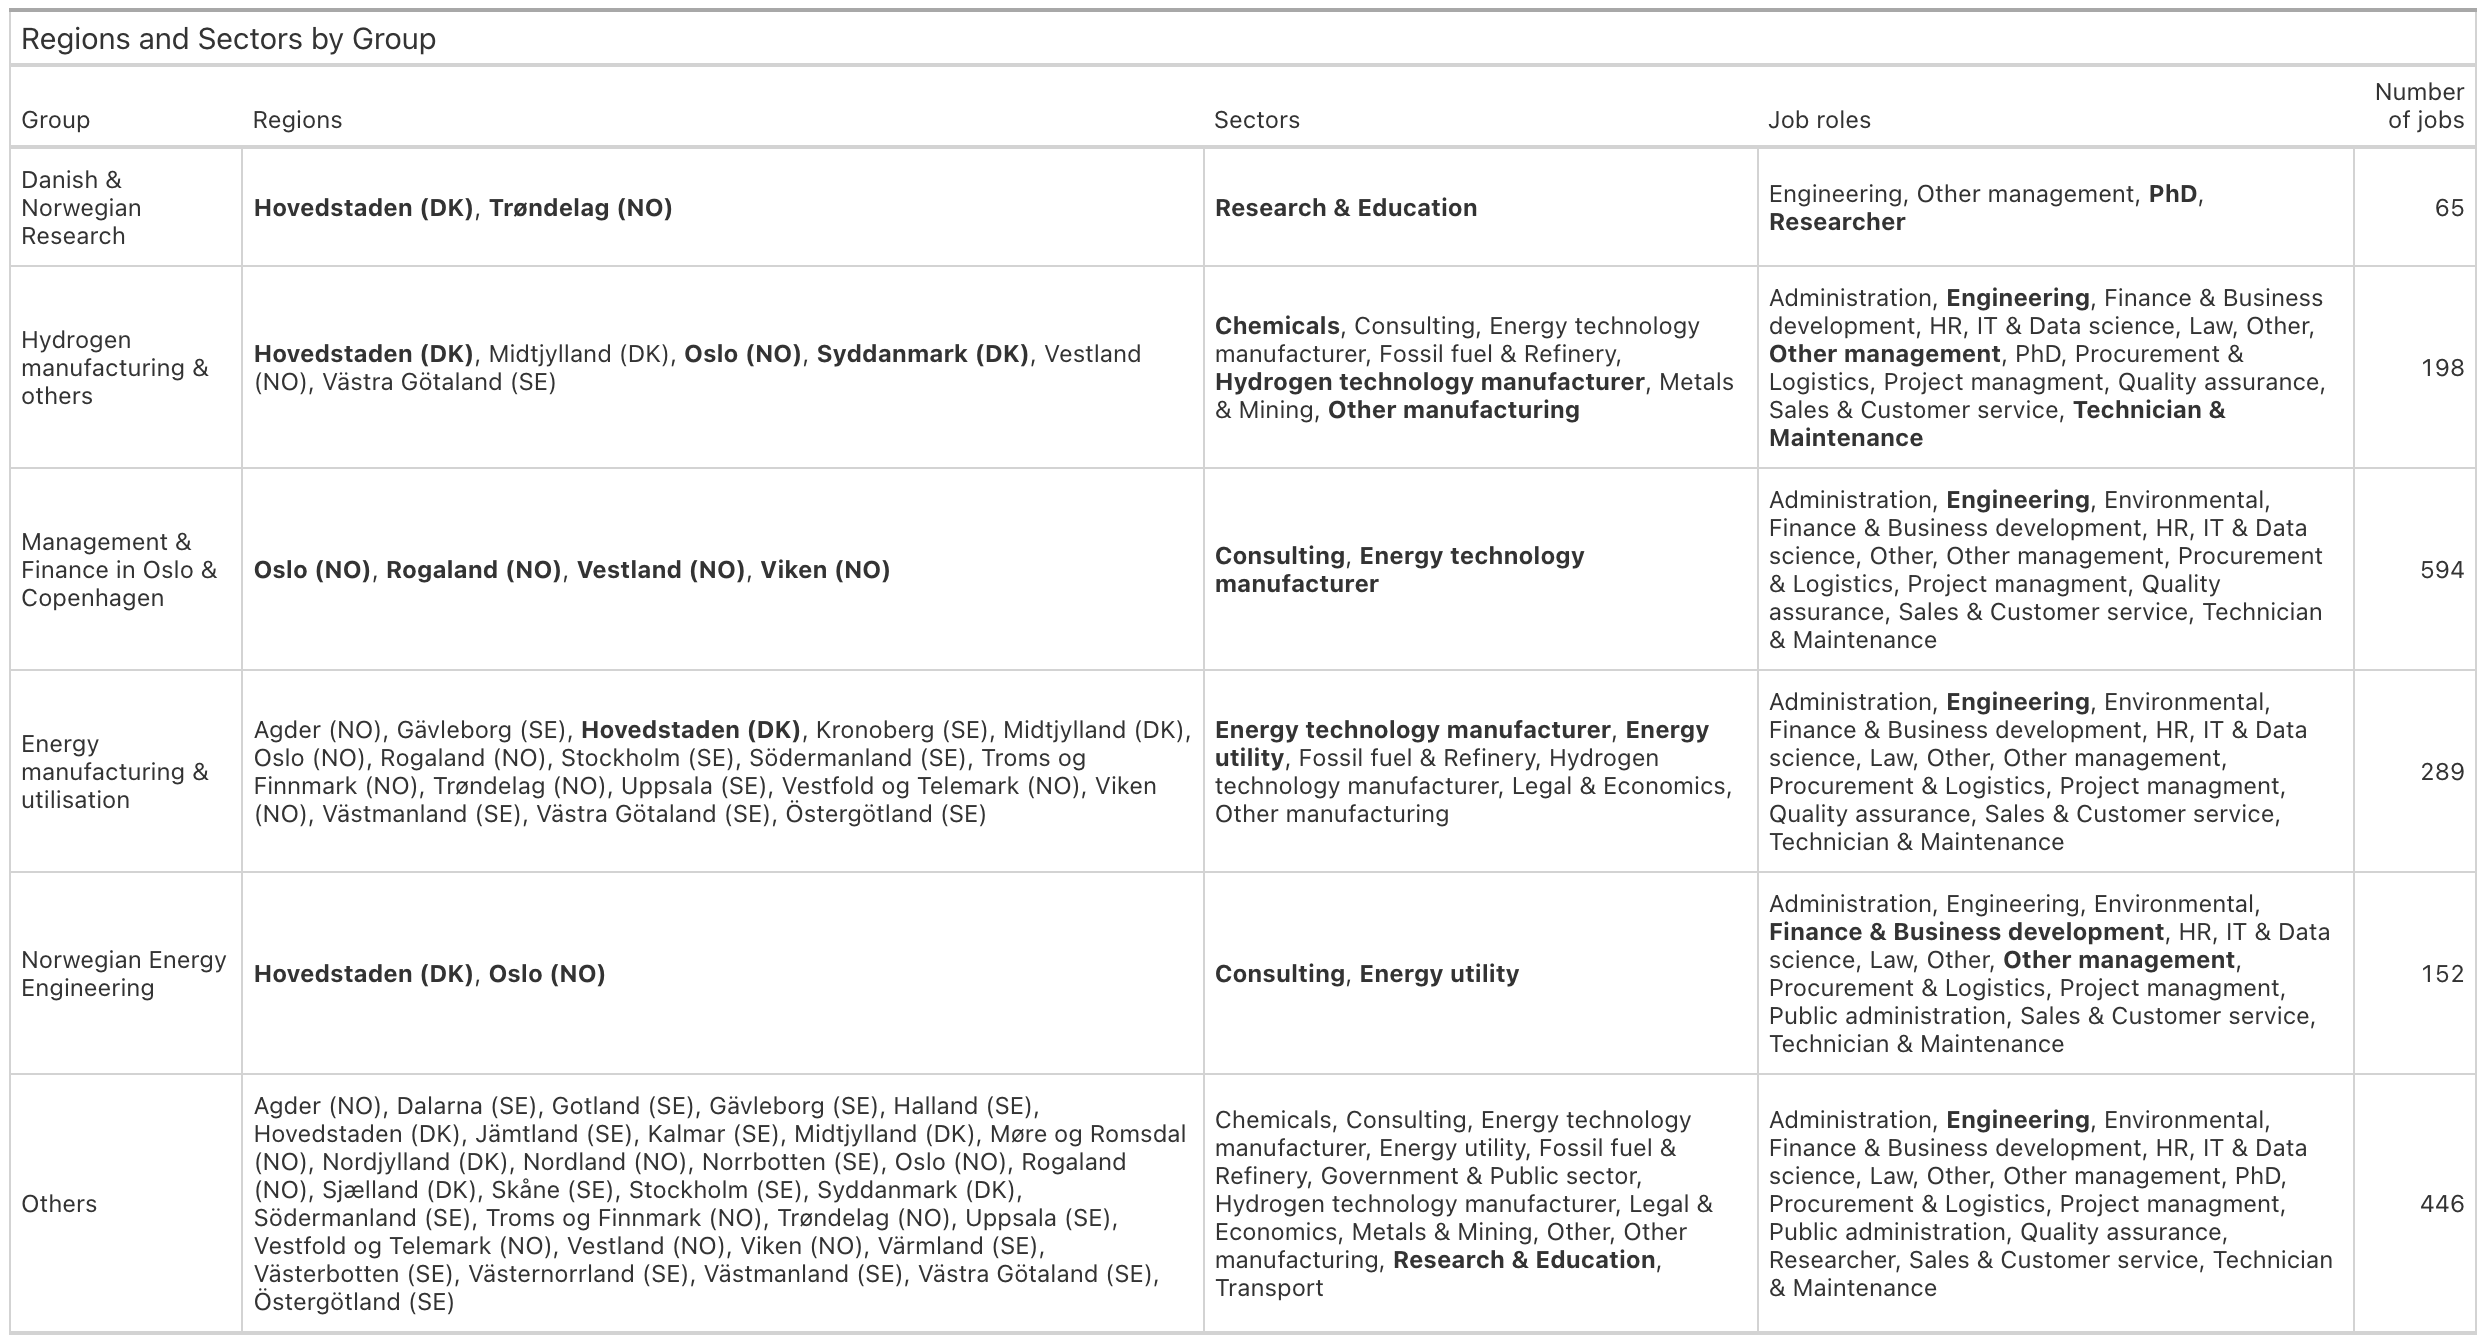 Regions and Sectors by Group
Group
Regions
Sectors
Job roles
Number
of jobs
Danish &
Norwegian
Research
Hovedstaden (DK), Trøndelag (NO)
Research & Education
Engineering, Other management, PhD,
Researcher
65
Hydrogen
manufacturing &
others
Hovedstaden (DK), Midtjylland (DK), Oslo (NO), Syddanmark (DK), Vestland
(NO), Västra Götaland (SE)
Chemicals, Consulting, Energy technology
manufacturer, Fossil fuel & Refinery,
Hydrogen technology manufacturer, Metals
& Mining, Other manufacturing
Administration, Engineering, Finance & Business
development, HR, IT & Data science, Law, Other,
Other management, PhD, Procurement &
Logistics, Project managment, Quality assurance,
Sales & Customer service, Technician &
Maintenance
198
Management &
Finance in Oslo &
Copenhagen
Oslo (NO), Rogaland (NO), Vestland (NO), Viken (NO)
Consulting, Energy technology
manufacturer
Administration, Engineering, Environmental,
Finance & Business development, HR, IT & Data
science, Other, Other management, Procurement
& Logistics, Project managment, Quality
assurance, Sales & Customer service, Technician
& Maintenance
594
Energy
manufacturing &
utilisation
Agder (NO), Gävleborg (SE), Hovedstaden (DK), Kronoberg (SE), Midtjylland (DK),
Oslo (NO), Rogaland (NO), Stockholm (SE), Södermanland (SE), Troms og
Finnmark (NO), Trøndelag (NO), Uppsala (SE), Vestfold og Telemark (NO), Viken
(NO), Västmanland (SE), Västra Götaland (SE), Östergötland (SE)
Energy technology manufacturer, Energy
utility, Fossil fuel & Refinery, Hydrogen
technology manufacturer, Legal & Economics,
Other manufacturing
Administration, Engineering, Environmental,
Finance & Business development, HR, IT & Data
science, Law, Other, Other management,
Procurement & Logistics, Project managment,
Quality assurance, Sales & Customer service,
Technician & Maintenance
289
Norwegian Energy
Engineering
Hovedstaden (DK), Oslo (NO)
Consulting, Energy utility
Administration, Engineering, Environmental,
Finance & Business development, HR, IT & Data
science, Law, Other, Other management,
Procurement & Logistics, Project managment,
Public administration, Sales & Customer service,
Technician & Maintenance
152
Others
Agder (NO), Dalarna (SE), Gotland (SE), Gävleborg (SE), Halland (SE),
Hovedstaden (DK), Jämtland (SE), Kalmar (SE), Midtjylland (DK), Møre og Romsdal
(NO), Nordjylland (DK), Nordland (NO), Norrbotten (SE), Oslo (NO), Rogaland
(NO), Sjælland (DK), Skåne (SE), Stockholm (SE), Syddanmark (DK),
Södermanland (SE), Troms og Finnmark (NO), Trøndelag (NO), Uppsala (SE),
Vestfold og Telemark (NO), Vestland (NO), Viken (NO), Värmland (SE),
Västerbotten (SE), Västernorrland (SE), Västmanland (SE), Västra Götaland (SE),
Östergötland (SE)
Chemicals, Consulting, Energy technology
manufacturer, Energy utility, Fossil fuel &
Refinery, Government & Public sector,
Hydrogen technology manufacturer, Legal &
Economics, Metals & Mining, Other, Other
manufacturing, Research & Education,
Transport
Administration, Engineering, Environmental,
Finance & Business development, HR, IT & Data
science, Law, Other, Other management, PhD,
Procurement & Logistics, Project managment,
Public administration, Quality assurance,
Researcher, Sales & Customer service, Technician
& Maintenance
446